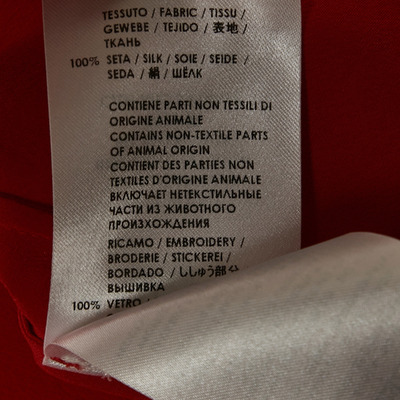 TESSUTO / FABRIC / TISSU /
GEWEBE / TEJIDO / 表地 /
ТКАНЬ
100% SETA / SILK / SOIE / SEIDE /
SEDA / 絹 / ШЁЛК
CONTIENE PARTI NON TESSILI DI
ORIGINE ANIMALE
CONTAINS NON-TEXTILE PARTS
OF ANIMAL ORIGIN
CONTIENT DES PARTIES NON
TEXTILES D'ORIGINE ANIMALE
ВКЛЮЧАЕТ НЕТЕКСТИЛЬНЫЕ
ЧАСТИ ИЗ ЖИВОТНОГО
ПРОИСХОЖДЕНИЯ
RICAMO / EMBROIDERY /
BRODERIE / STICKEREI /
BORDADO / ししゅう部分
ВЫШИВКА
100% VETRO /